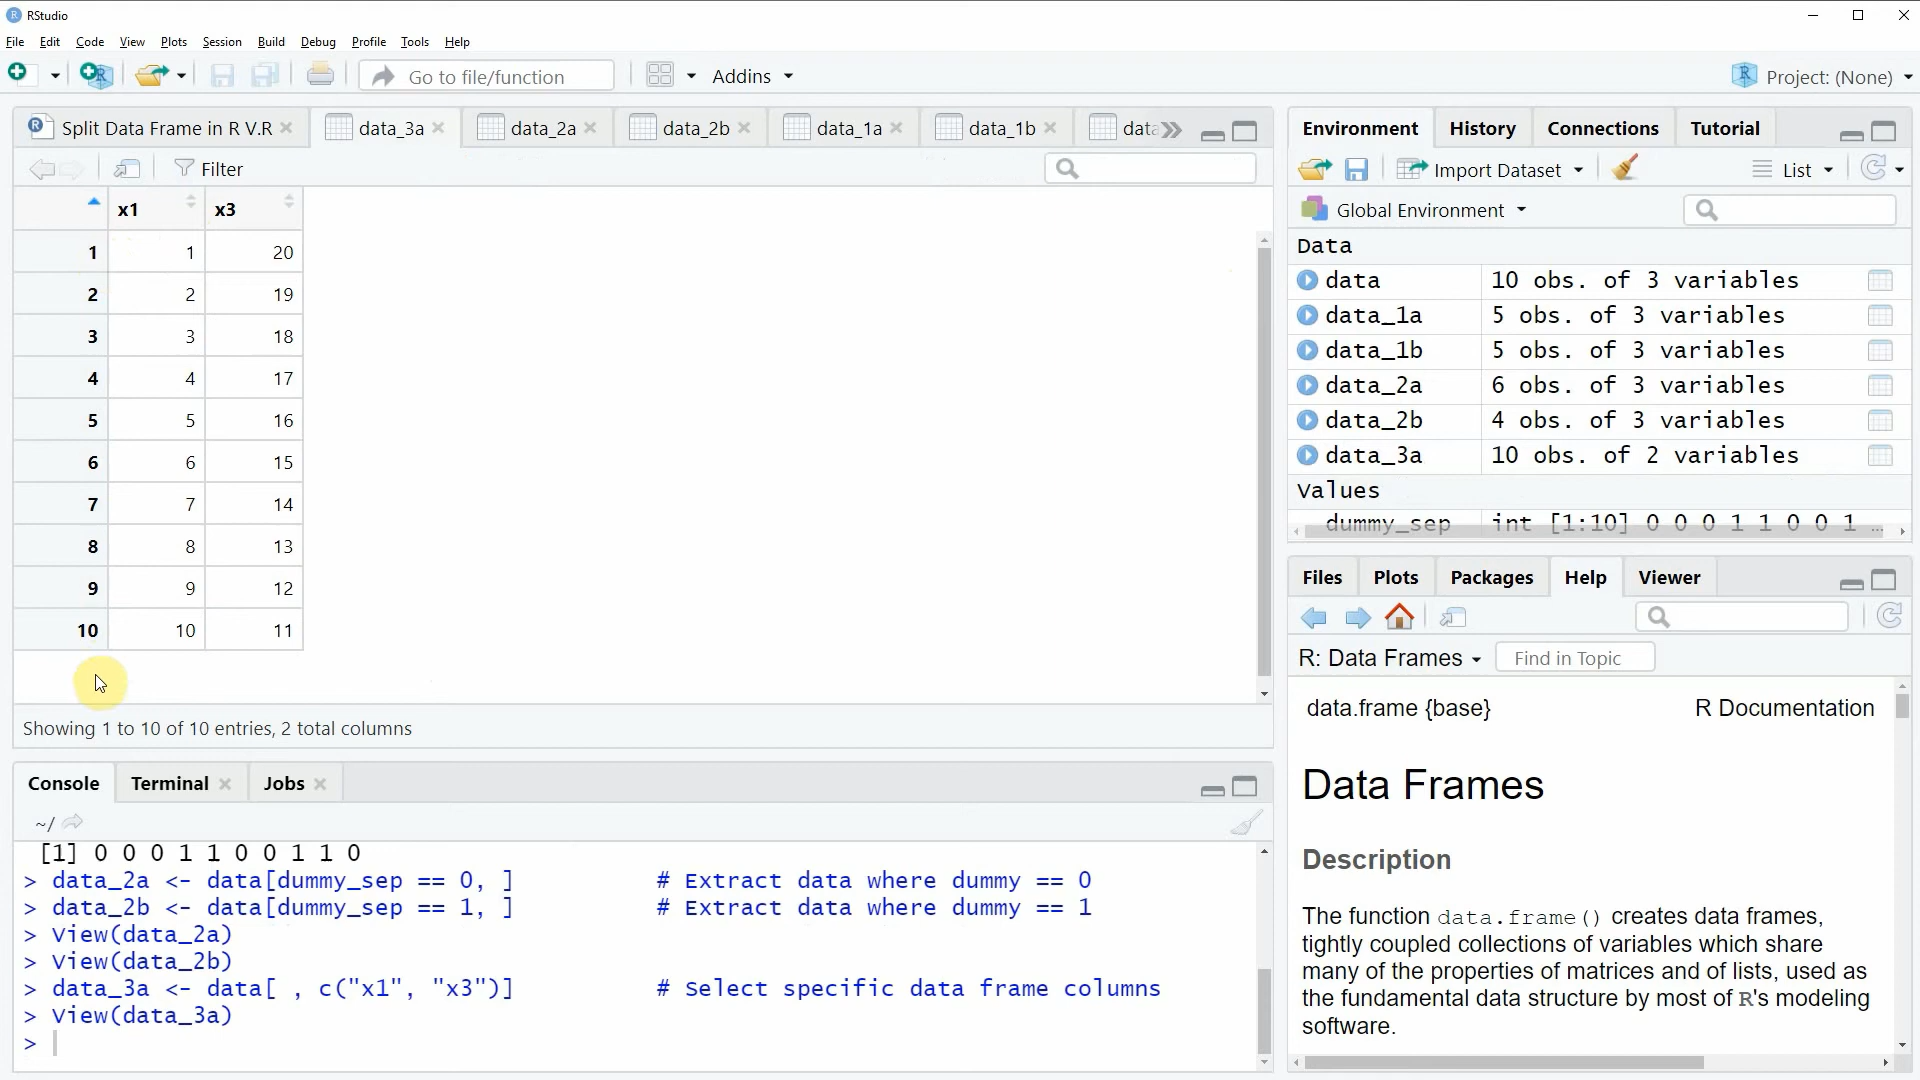 RStudio
File Edit Code View Plots Session Build Debug Profile Tools Help
Go to file/function Addins Project: (None)
Split Data Frame in R V.R data_3a data_2a data_2b data_1a data_1b data
Filter
x1 x3
1 1 20
2 2 19
3 3 18
4 4 17
5 5 16
6 6 15
7 7 14
8 8 13
9 9 12
10 10 11
Showing 1 to 10 of 10 entries, 2 total columns
Console Terminal Jobs
~/
[1] 0 0 0 1 1 0 0 1 1 0
> data_2a <- data[dummy_sep == 0, ] # Extract data where dummy == 0
> data_2b <- data[dummy_sep == 1, ] # Extract data where dummy == 1
> View(data_2a)
> View(data_2b)
> data_3a <- data[ , c("x1", "x3")] # Select specific data frame columns
> View(data_3a)
>
Environment History Connections Tutorial
Import Dataset List
Global Environment
Data
data 10 obs. of 3 variables
data_1a 5 obs. of 3 variables
data_1b 5 obs. of 3 variables
data_2a 6 obs. of 3 variables
data_2b 4 obs. of 3 variables
data_3a 10 obs. of 2 variables
Values
dummy_sep int [1:10] 0 0 0 1 1 0 0 1 ...
Files Plots Packages Help Viewer
R: Data Frames Find in Topic
data.frame {base} R Documentation
Data Frames
Description
The function data.frame() creates data frames,
tightly coupled collections of variables which share
many of the properties of matrices and of lists, used as
the fundamental data structure by most of R's modeling
software.